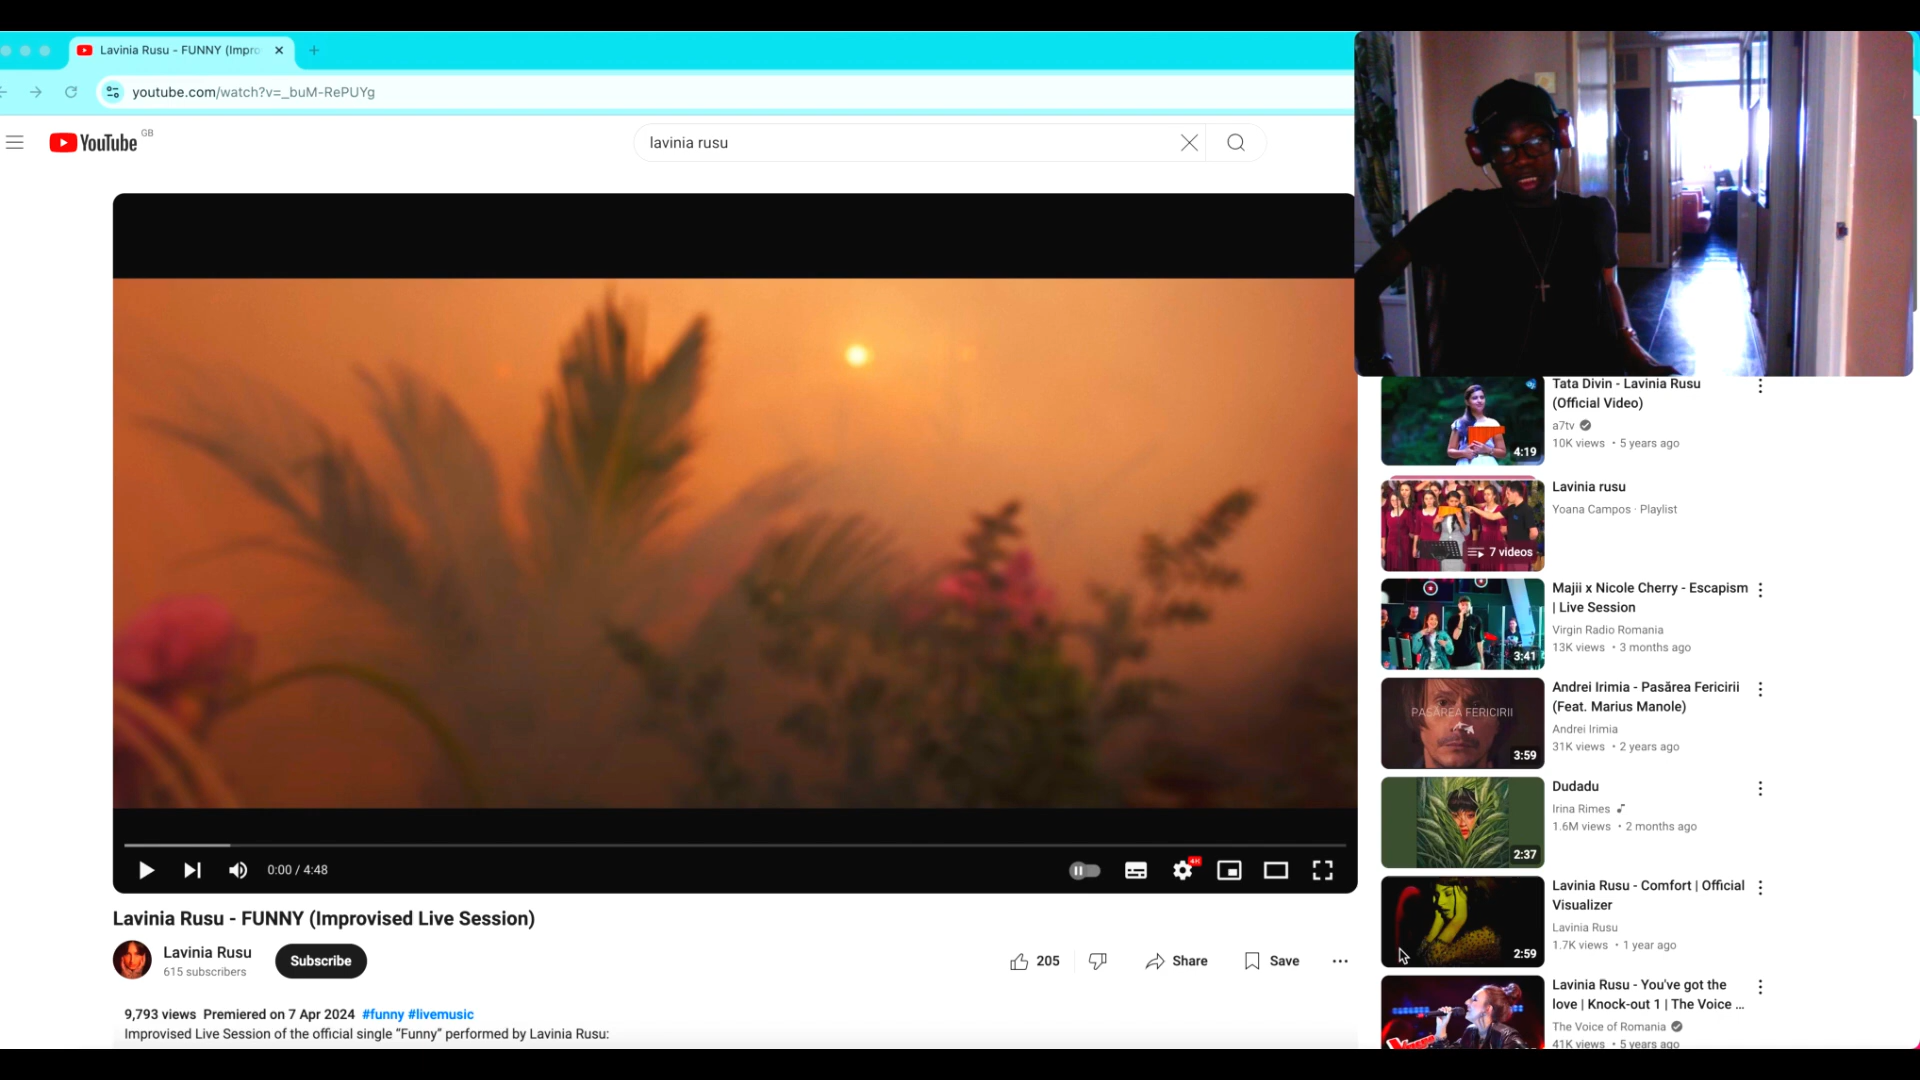 Lavinia Rusu - FUNNY (Impro
youtube.com/watch?v=_buM-RePUYg
YouTube GB
lavinia rusu
0:00 / 4:48
4K
Lavinia Rusu - FUNNY (Improvised Live Session)
Lavinia Rusu
615 subscribers
Subscribe
205
Share
Save
9,793 views Premiered on 7 Apr 2024 #funny #livemusic
Improvised Live Session of the official single “Funny” performed by Lavinia Rusu:
4:19
Tata Divin - Lavinia Rusu
(Official Video)
a7tv
10K views • 5 years ago
7 videos
Lavinia rusu
Yoana Campos · Playlist
3:41
Majii x Nicole Cherry - Escapism
| Live Session
Virgin Radio Romania
13K views • 3 months ago
PASĂREA FERICIRII
3:59
Andrei Irimia - Pasărea Fericirii
(Feat. Marius Manole)
Andrei Irimia
31K views • 2 years ago
2:37
Dudadu
Irina Rimes
1.6M views • 2 months ago
2:59
Lavinia Rusu - Comfort | Official
Visualizer
Lavinia Rusu
1.7K views • 1 year ago
Lavinia Rusu - You've got the
love | Knock-out 1 | The Voice ...
The Voice of Romania
41K views • 5 years ago